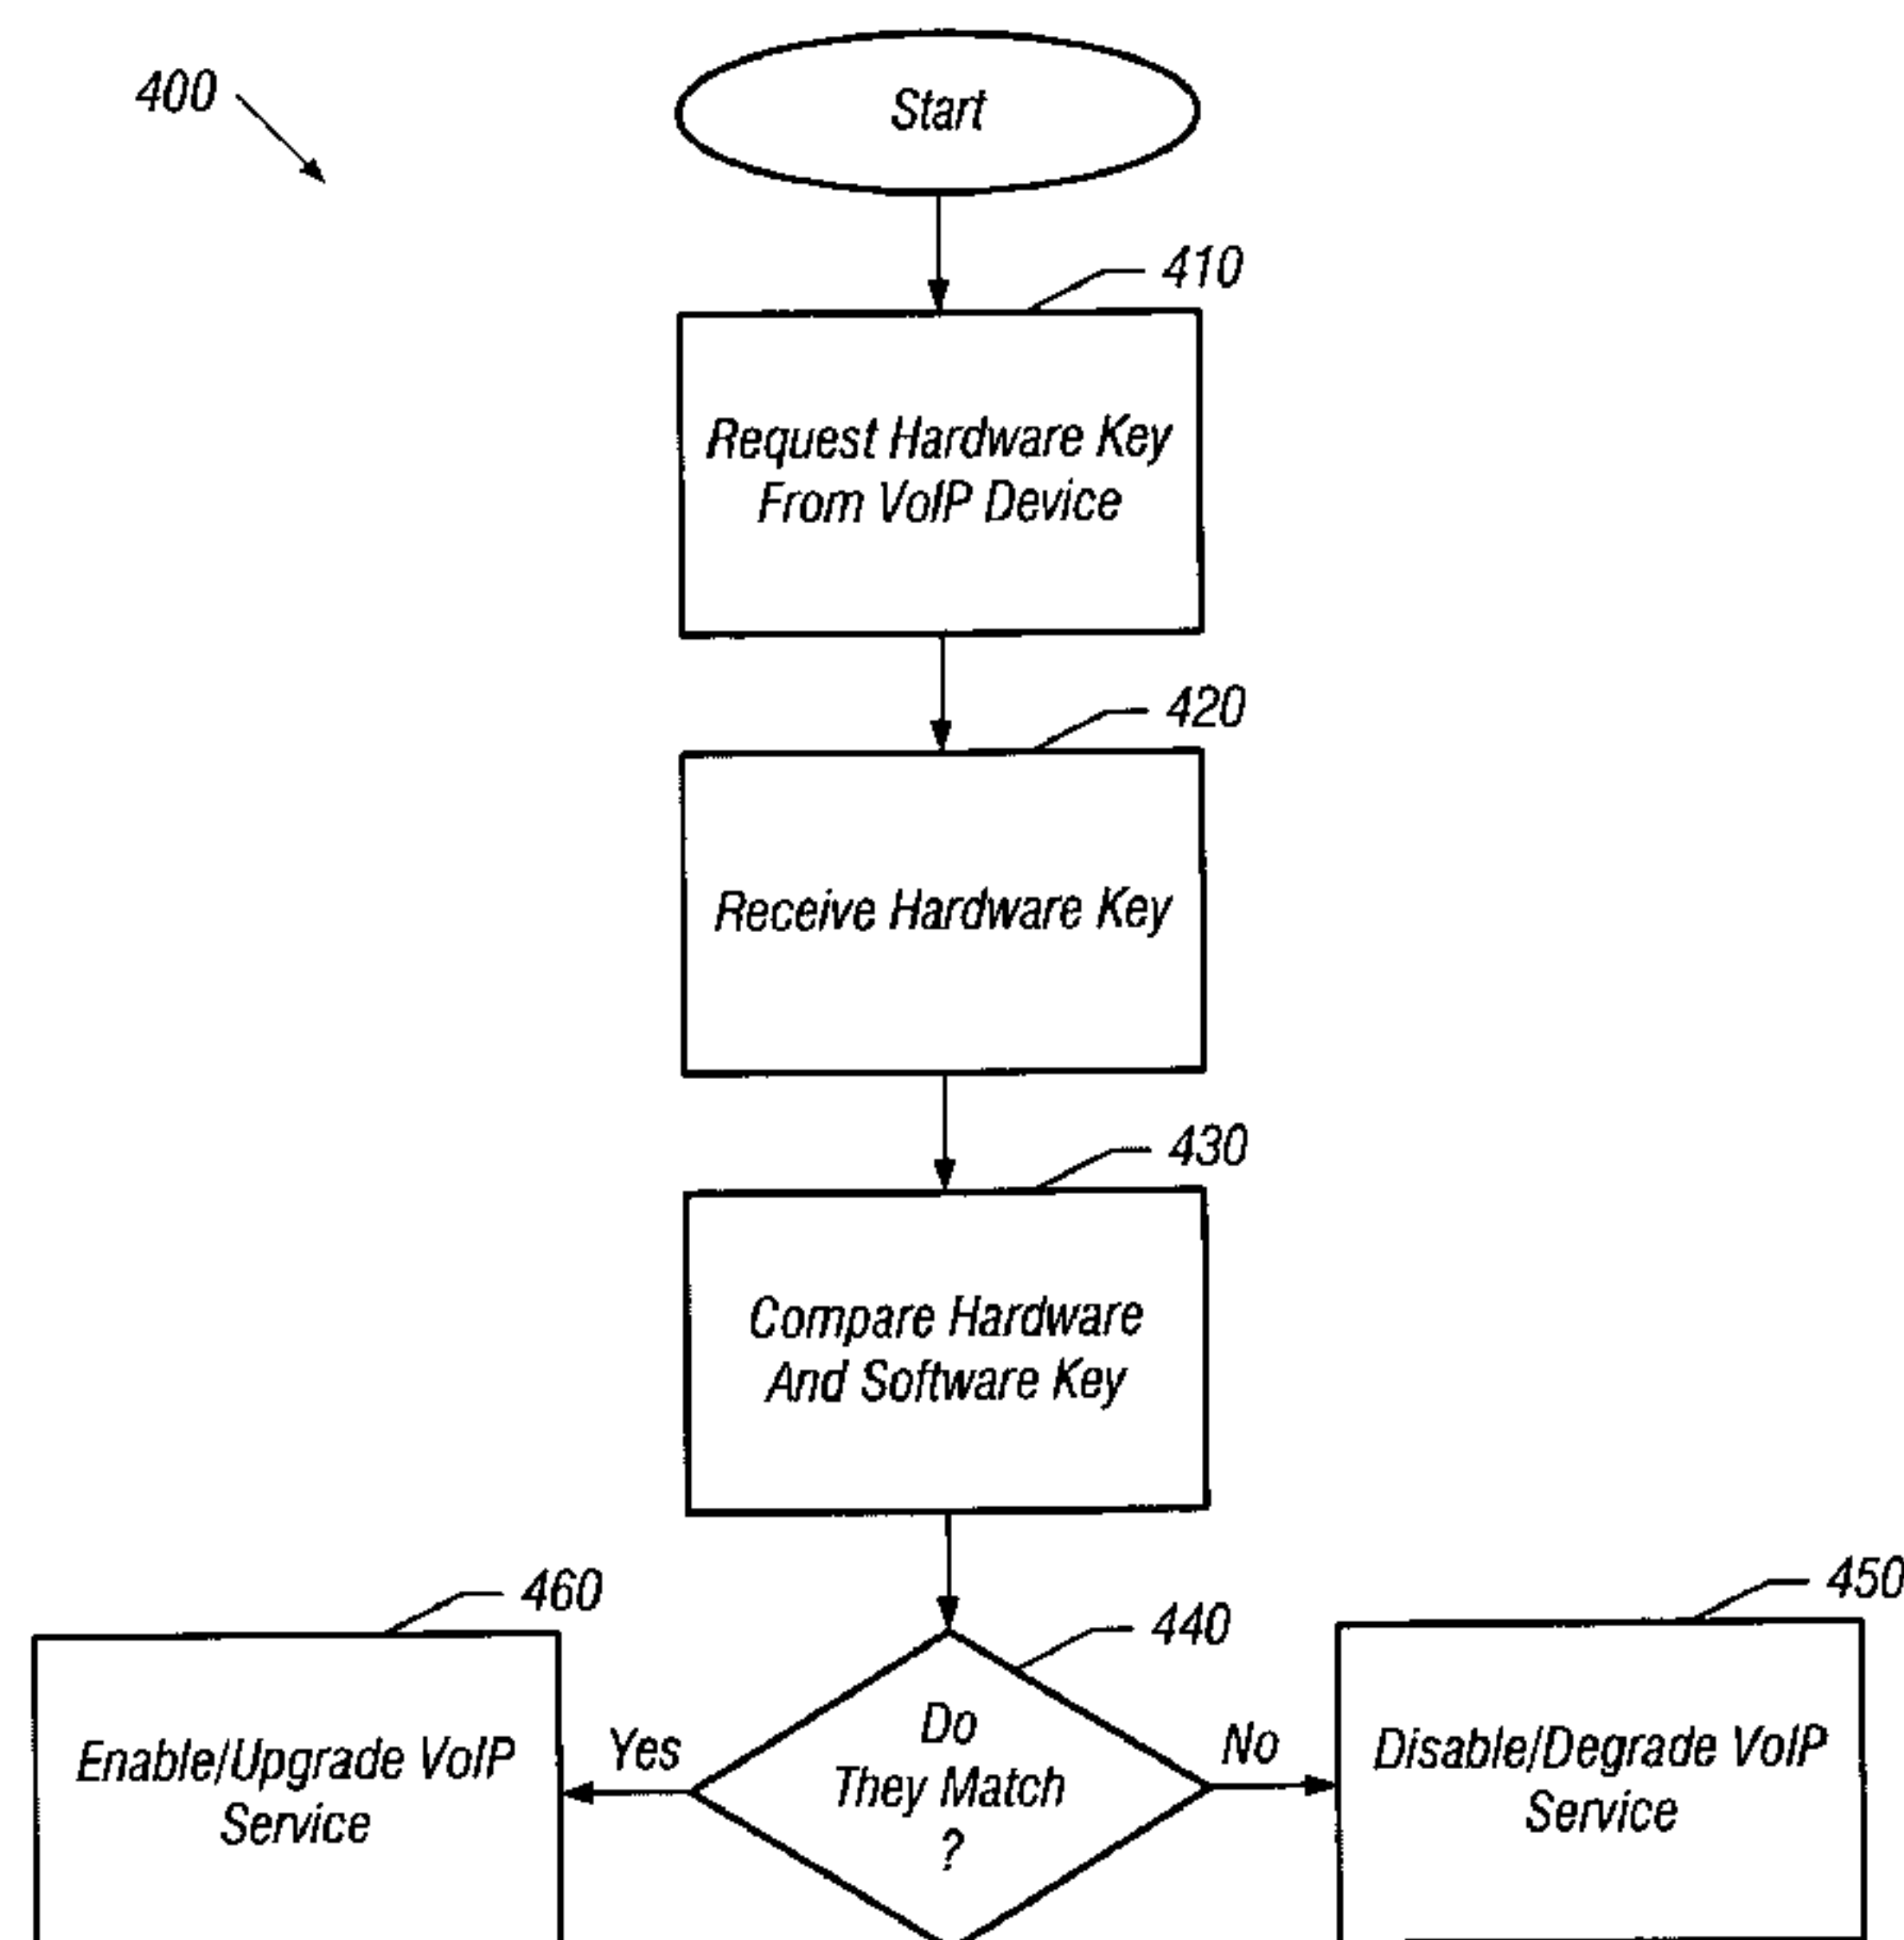 400
Start
410
Request Hardware Key
From VoIP Device
420
Receive Hardware Key
430
Compare Hardware
And Software Key
460
440
450
Enable/Upgrade VoIP
Service
Yes
Do
They Match
?
No
Disable/Degrade VoIP
Service